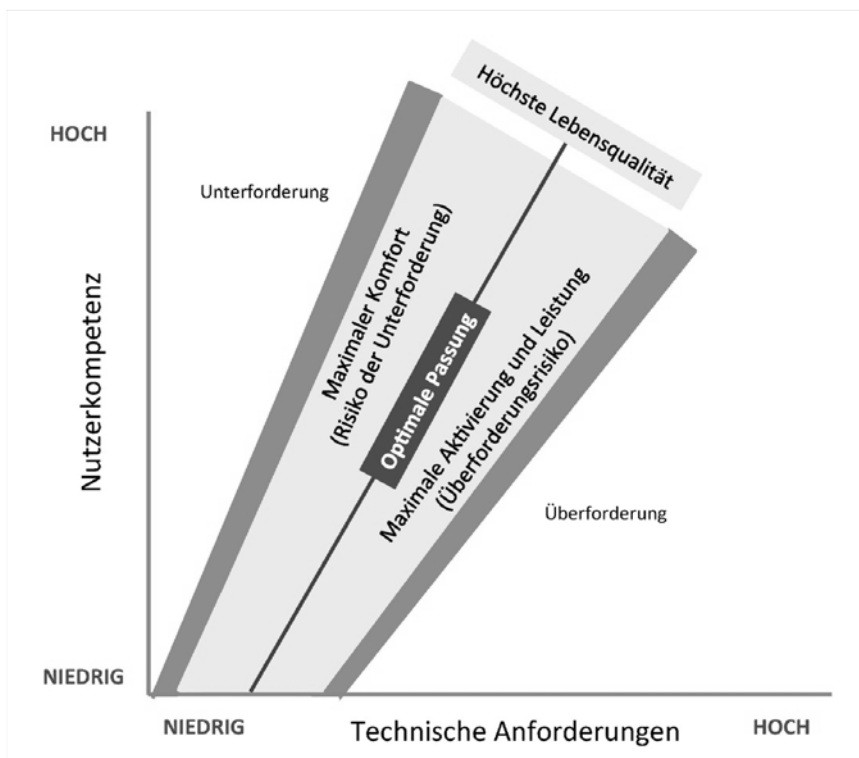 Höchste Lebensqualität
HOCH
Unterforderung
Maximaler Komfort
(Risiko der Unterforderung)
Optimale Passung
Maximale Aktivierung und Leistung
(Überforderungsrisiko)
Überforderung
Nutzerkompetenz
NIEDRIG
NIEDRIG
Technische Anforderungen
HOCH